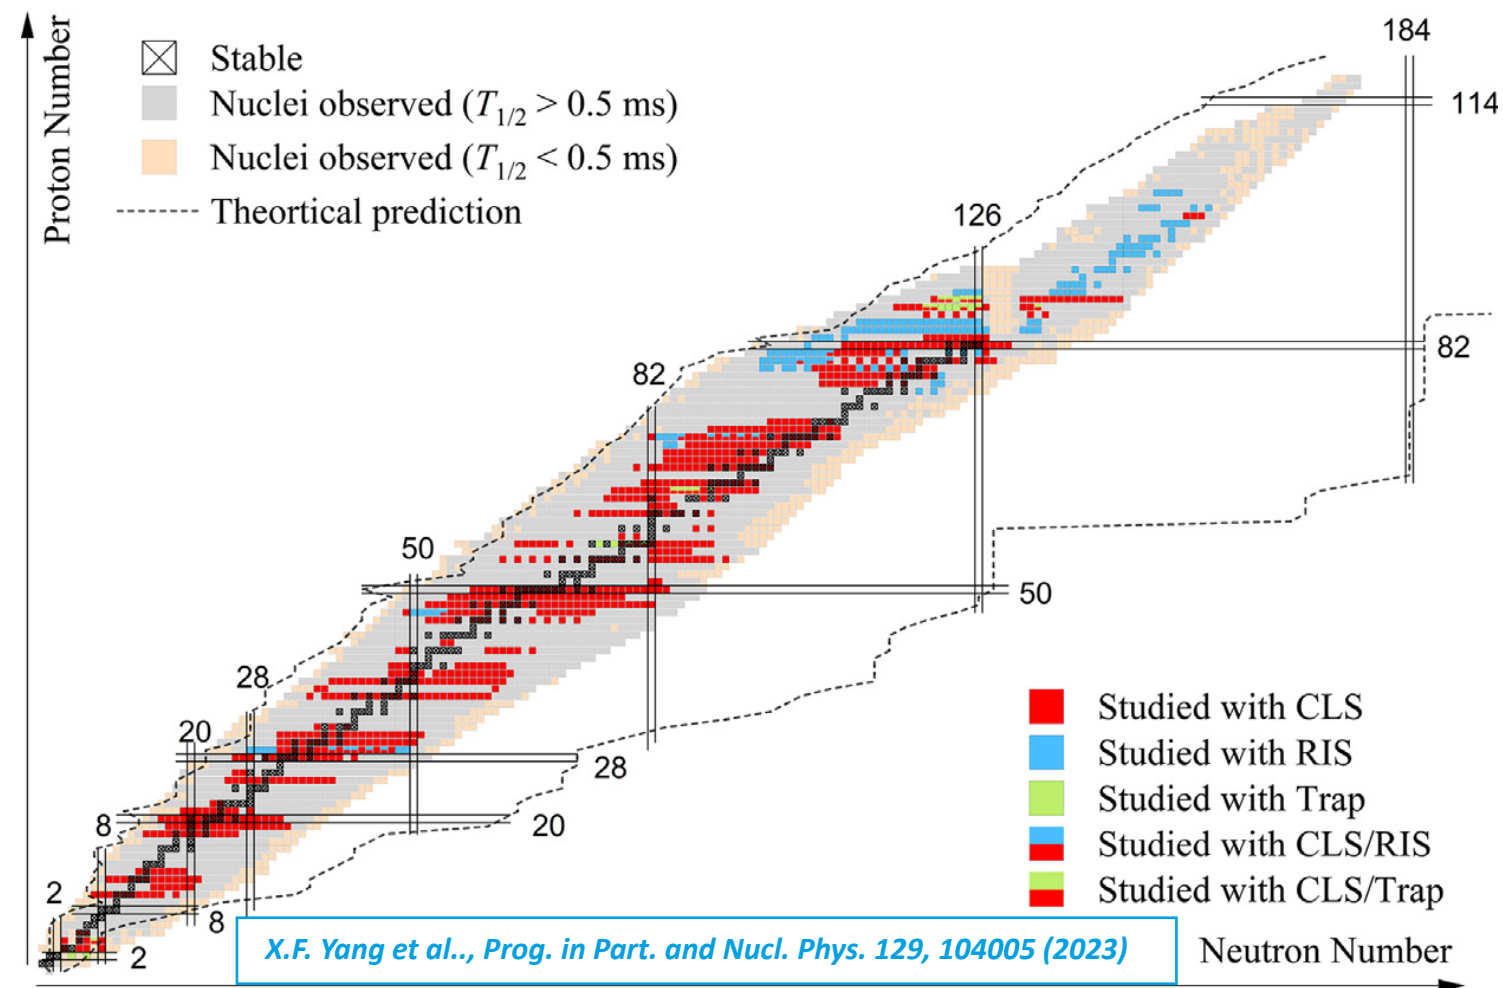 Proton Number
Stable
Nuclei observed (T1/2 > 0.5 ms)
Nuclei observed (T1/2 < 0.5 ms)
Theortical prediction
184
114
126
82
82
50
50
28
28
20
20
8
8
2
2
Studied with CLS
Studied with RIS
Studied with Trap
Studied with CLS/RIS
Studied with CLS/Trap
X.F. Yang et al.., Prog. in Part. and Nucl. Phys. 129, 104005 (2023)
Neutron Number